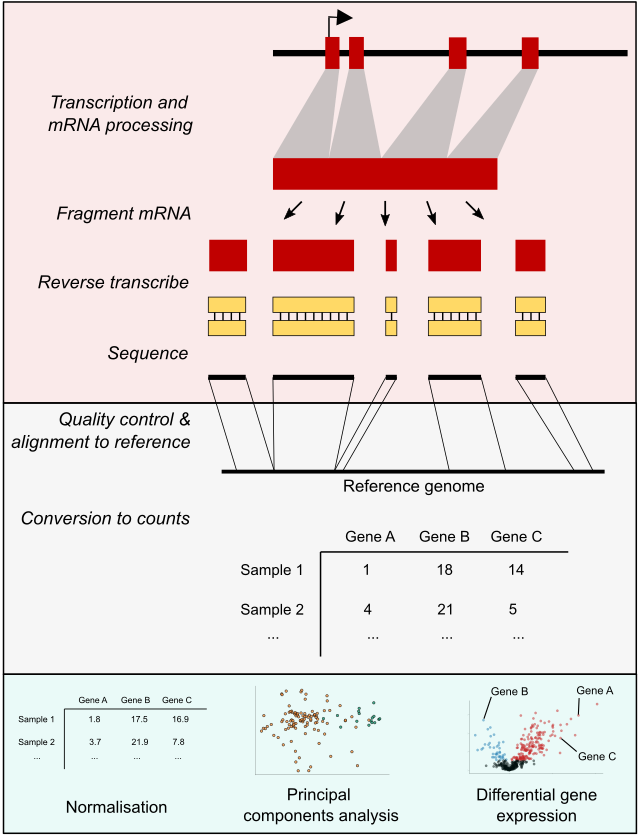 Transcription and
mRNA processing
Fragment mRNA
Reverse transcribe
Sequence
Quality control &
alignment to reference
Reference genome
Conversion to counts
Gene A Gene B Gene C
Sample 1 1 18 14
Sample 2 4 21 5
... ... ... ...
Gene A Gene B Gene C
Sample 1 1.8 17.5 16.9
Sample 2 3.7 21.9 7.8
... ... ... ...
Normalisation
Principal
components analysis
Gene B
Gene A
Gene C
Differential gene
expression